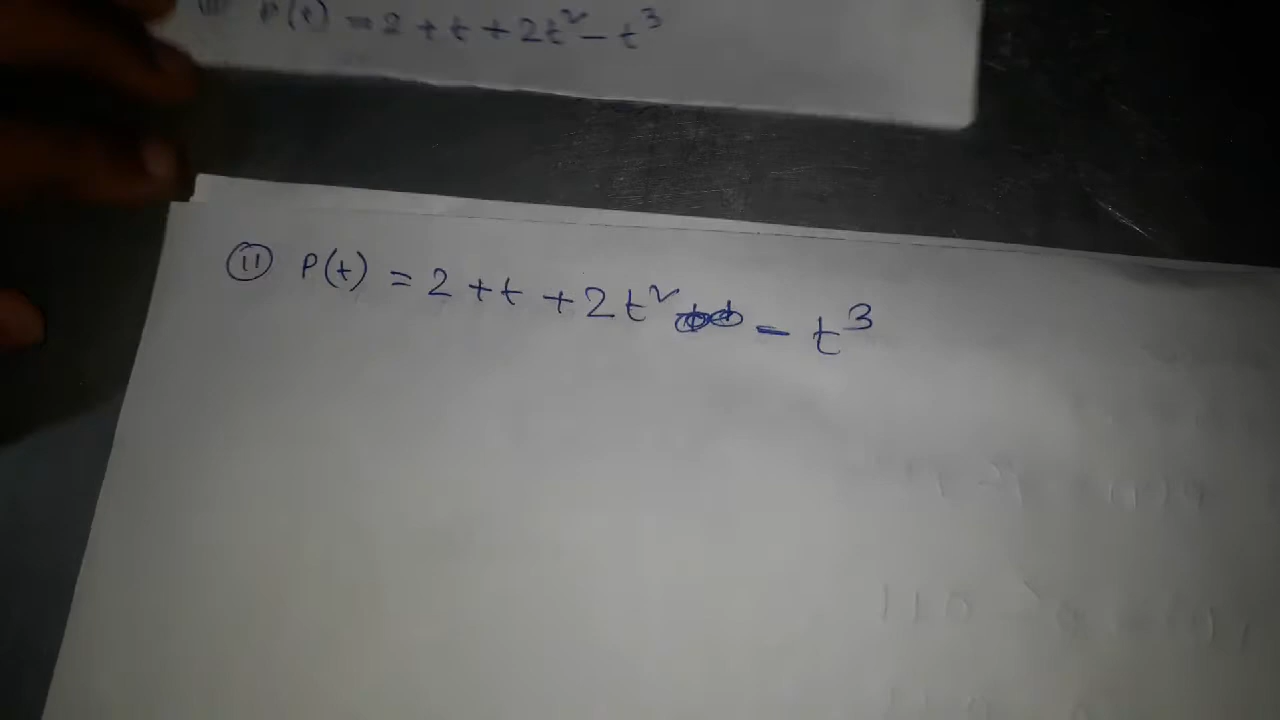 (ii) P(t) = 2 + t + 2t² - t³
(ii) P(t) = 2 + t + 2t² - t³